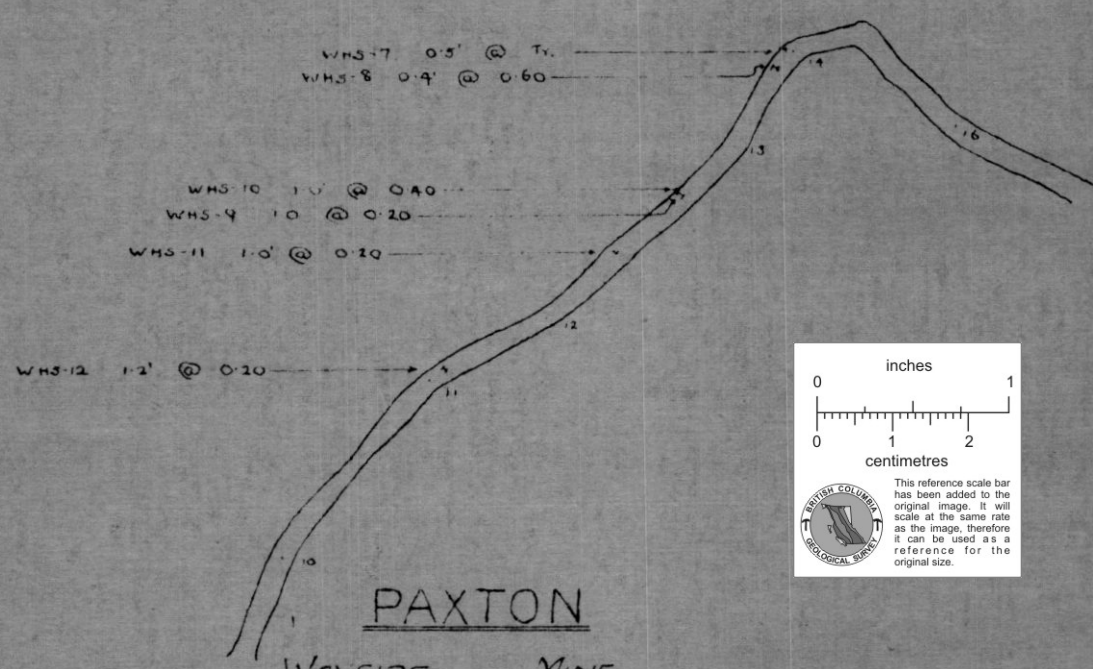 WHS-7 0.5' @ Tr.
WHS-8 0.4' @ 0.60
14
16
13
WHS-10 1.0' @ 0.40
WHS-9 1.0 @ 0.20
WHS-11 1.0' @ 0.20
12
WHS-12 1.2' @ 0.20
11
10
inches
0 1
0 1 2
centimetres
BRITISH COLUMBIA
GEOLOGICAL SURVEY
This reference scale bar
has been added to the
original image. It will
scale at the same rate
as the image, therefore
it can be used as a
reference for the
original size.
PAXTON
WAYSIDE MINE